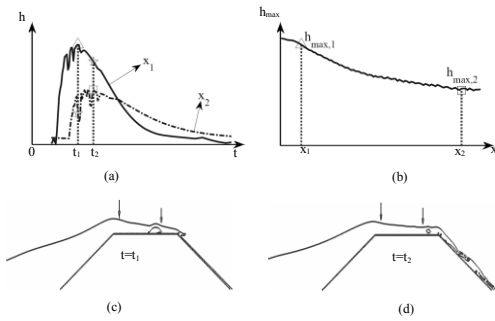 h
x1
x2
0
t1
t2
t
(a)
hmax
hmax,1
hmax,2
x1
x2
x
(b)
t=t1
(c)
t=t2
(d)